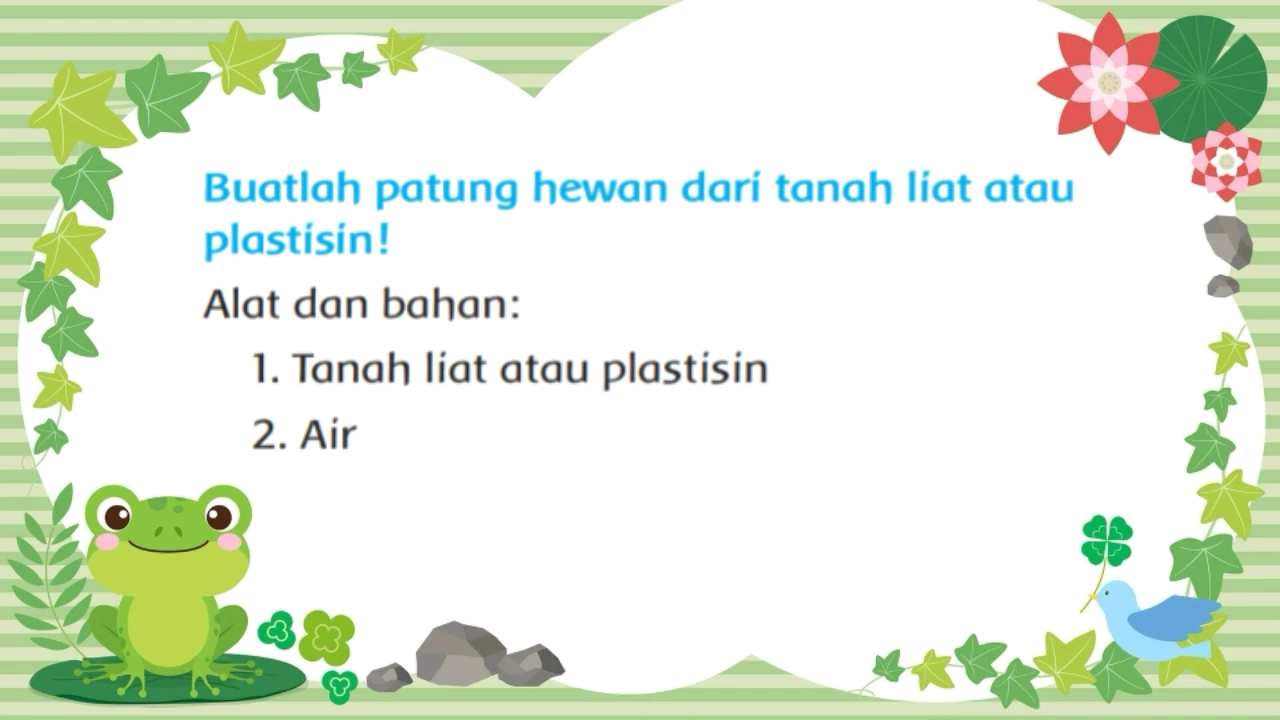 Buatlah patung hewan dari tanah liat atau
plastisin!
Alat dan bahan:
1. Tanah liat atau plastisin
2. Air